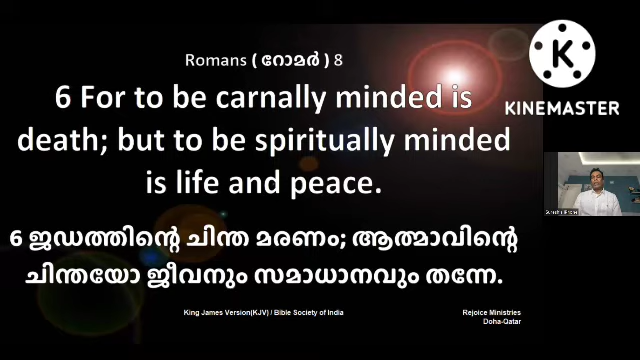 Romans ( റോമർ ) 8
6 For to be carnally minded is
death; but to be spiritually minded
is life and peace.
6 ജഡത്തിന്റെ ചിന്ത മരണം; ആത്മാവിന്റെ
ചിന്തയോ ജീവനും സമാധാനവും തന്നേ.
King James Version(KJV) / Bible Society of India
Rejoice Ministries
Doha-Qatar
K
KINEMASTER